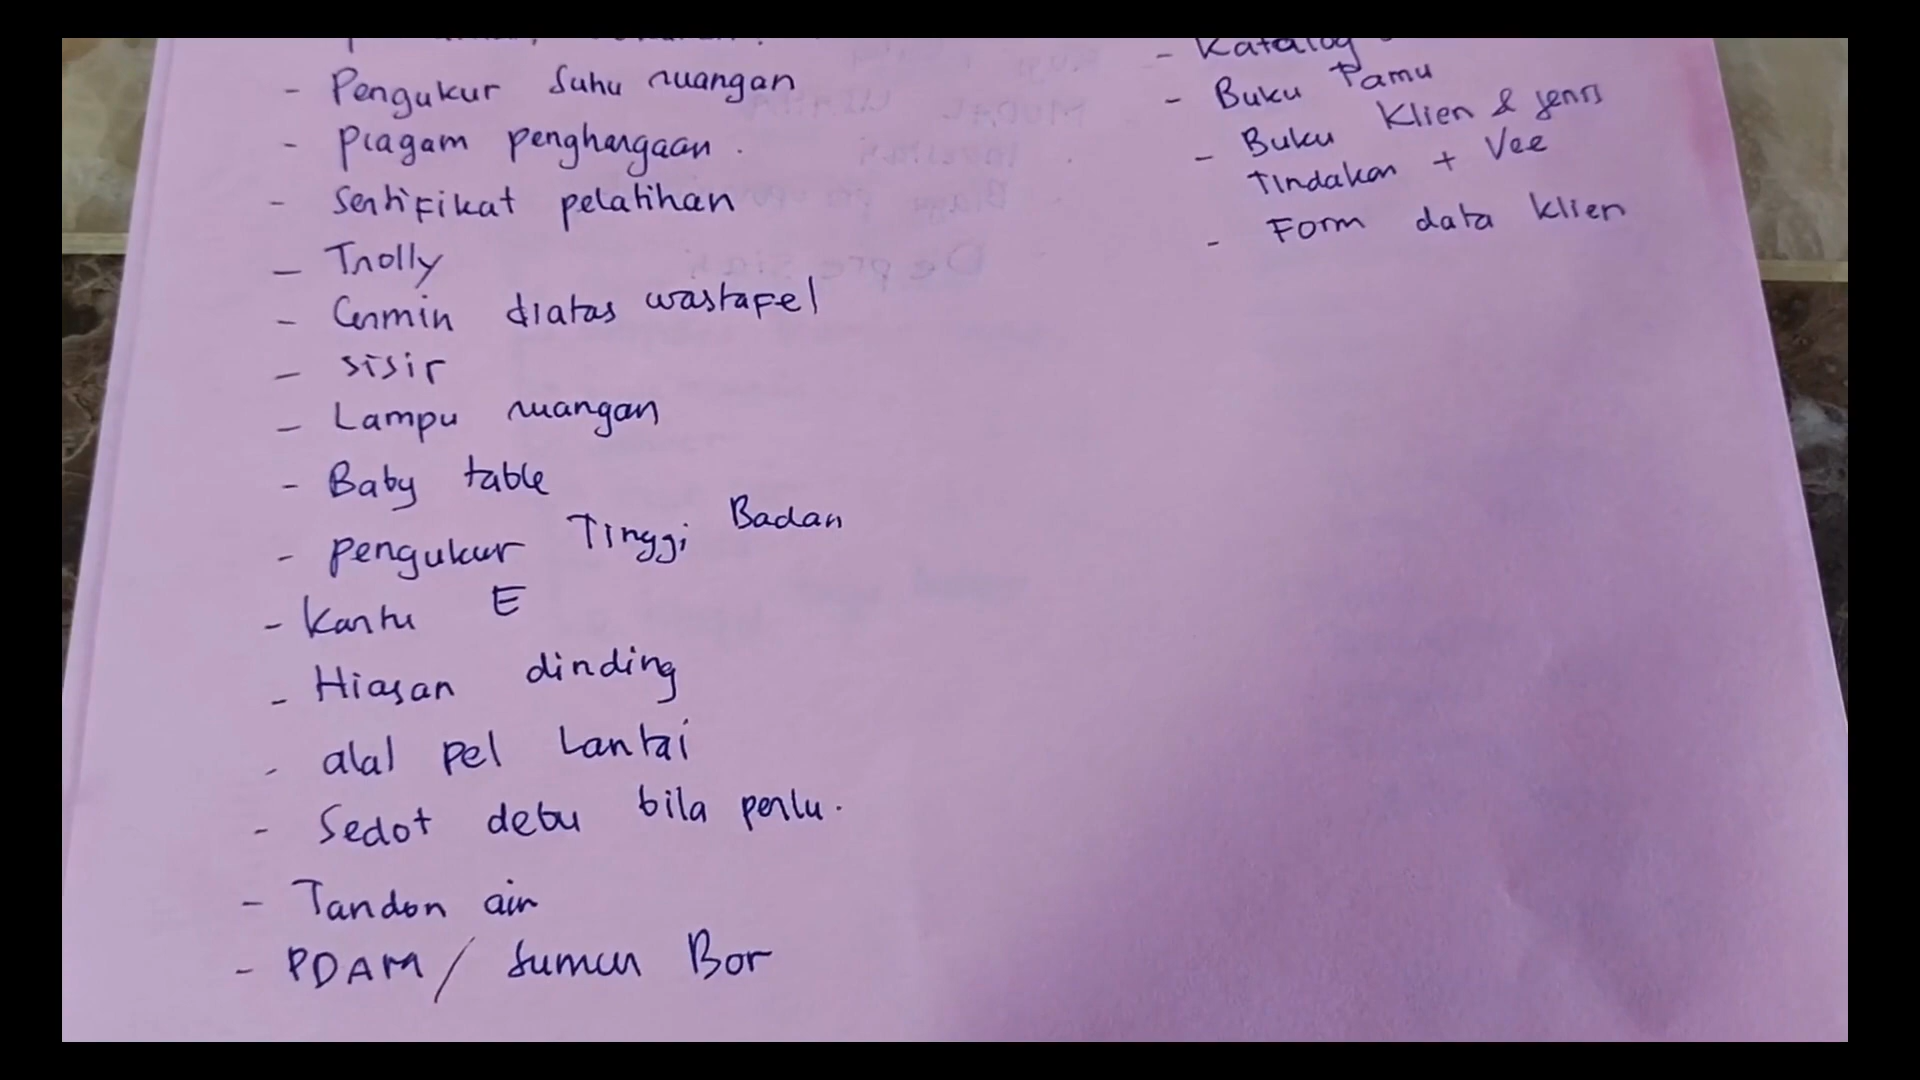 - Pengukur Suhu ruangan
- Piagam penghargaan.
- Sertifikat pelatihan
- Trolly
- Cermin diatas wastafel
- sisir
- Lampu ruangan
- Baby table
- pengukur Tinggi Badan
- Kartu E
- Hiasan dinding
- alal pel Lantai
- Sedot debu bila perlu.
- Tandon air
- PDAM / Sumur Bor
- Katalog
- Buku Tamu
- Buku Klien & jenis
Tindakan + Vee
- Form data klien